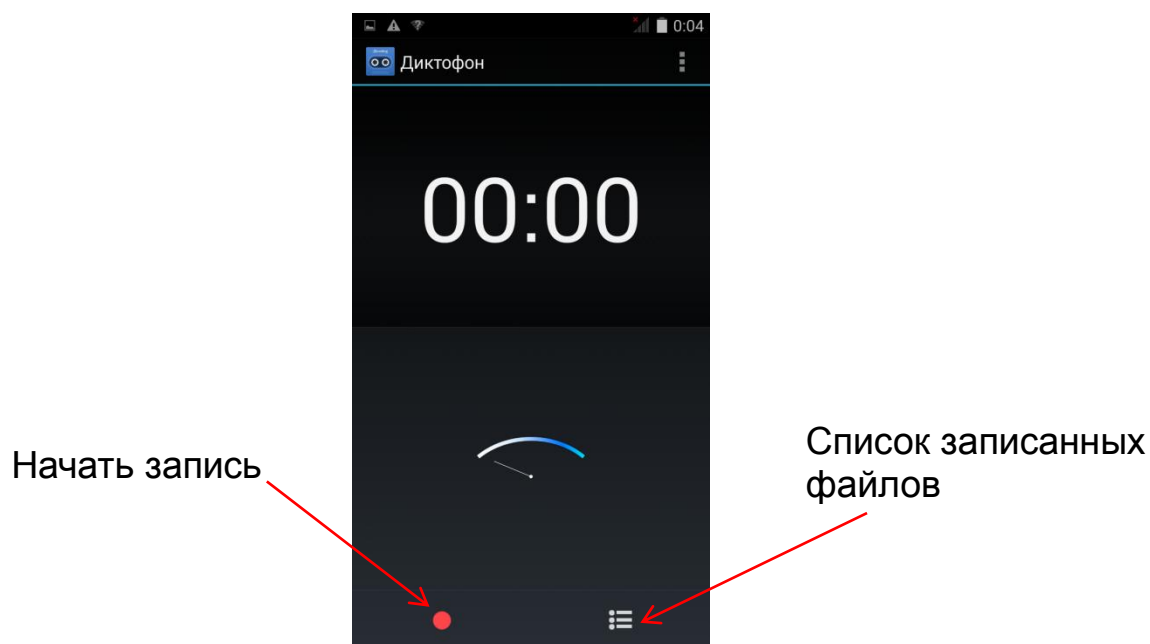 0:04
Диктофон
00:00
Начать запись
Список записанных
файлов